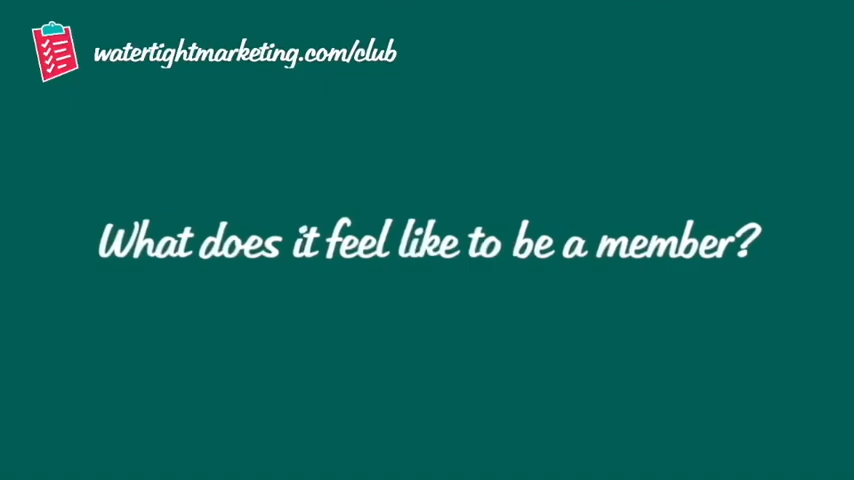 watertightmarketing.com/club
What does it feel like to be a member?